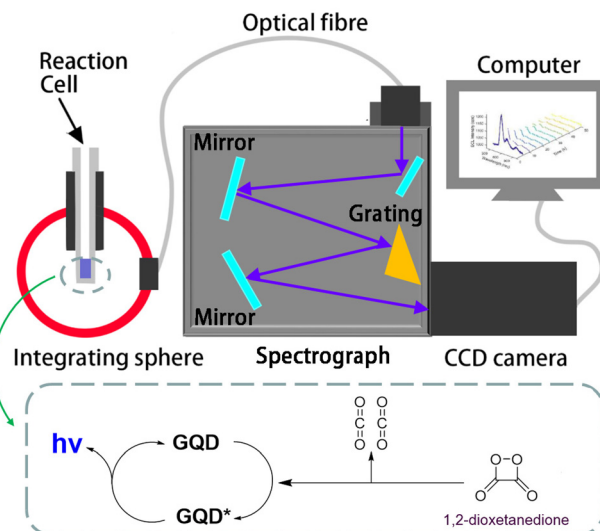 Optical fibre
Reaction
Cell
Computer
Mirror
Grating
Mirror
Integrating sphere
Spectrograph
CCD camera
O=C=O
O=C=O
hv
GQD
GQD*
O-O
O
O
1,2-dioxetanedione